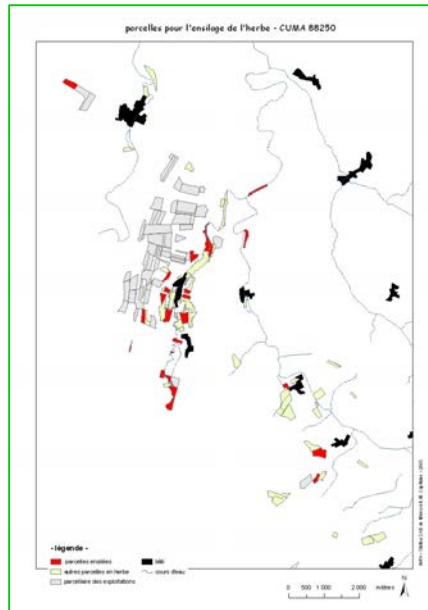 parcelles pour l'ensilage de l'herbe - CUMA BB250
- légende -
parcelles ensilées
autres parcelles en herbe
parcellaire des exploitations
bâti
cours d'eau
0 500 1 000 2 000 mètres
N